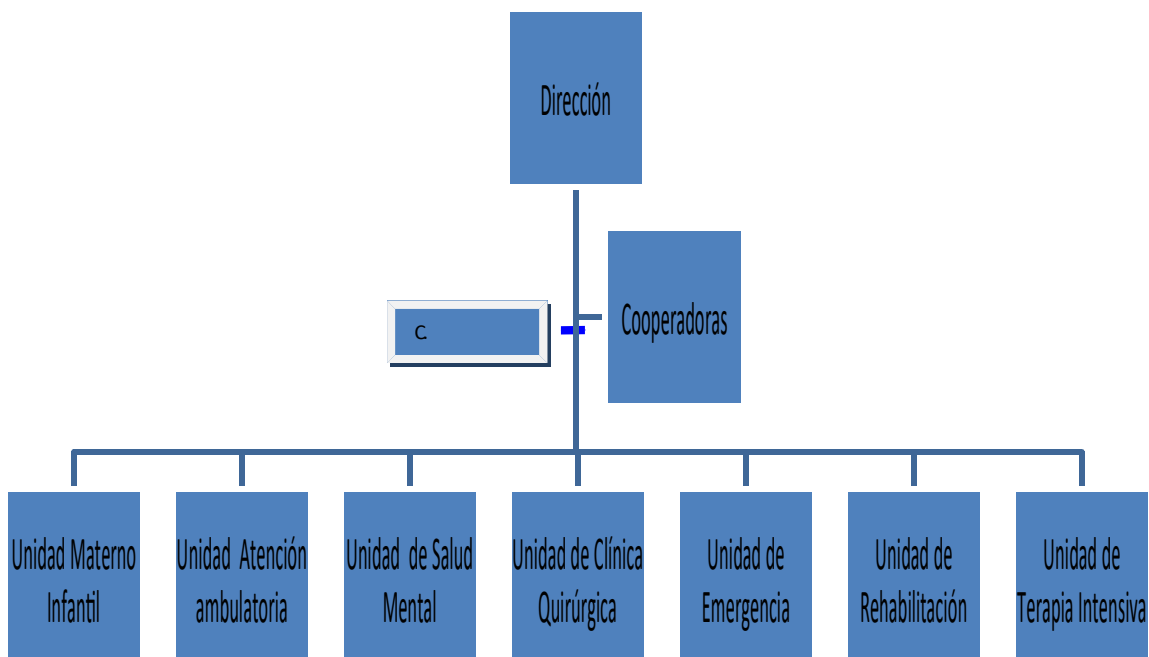 Dirección
Cooperadoras
C.
Unidad Materno
Infantil
Unidad Atención
ambulatoria
Unidad de Salud
Mental
Unidad de Clínica
Quirúrgica
Unidad de
Emergencia
Unidad de
Rehabilitación
Unidad de
Terapia Intensiva